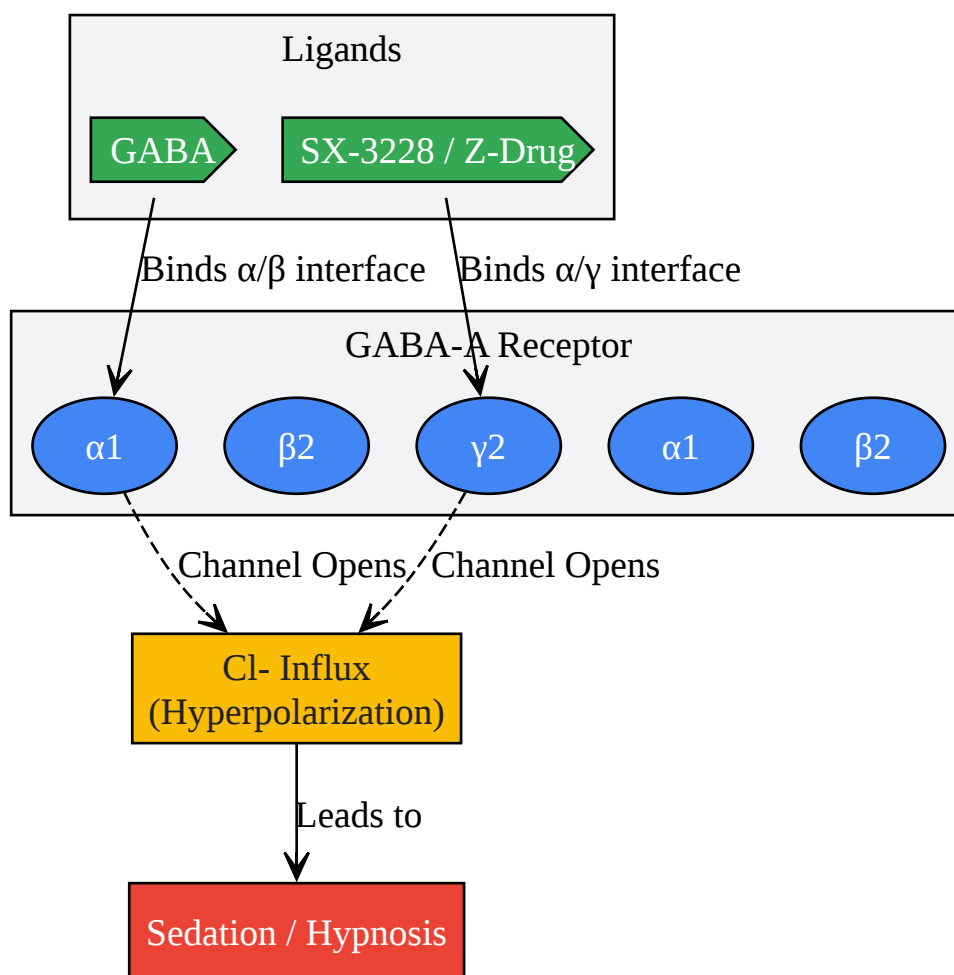 Ligands
GABA
SX-3228 / Z-Drug
Binds α/β interface
Binds α/γ interface
GABA-A Receptor
α1
β2
γ2
α1
β2
Channel Opens
Channel Opens
Cl- Influx
(Hyperpolarization)
Leads to
Sedation / Hypnosis